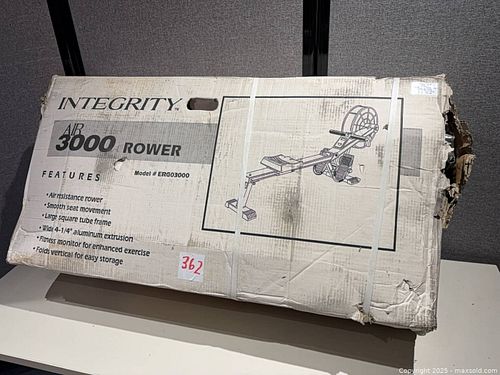 INTEGRITY
AIR
3000 ROWER
FEATURES
Model # ERG03000
• Air resistance rower
• Smooth seat movement
• Large square tube frame
• Wide 4-1/4" aluminum extrusion
• Fitness monitor for enhanced exercise
• Folds vertical for easy storage
362
Copyright 2025 - maxsold.com